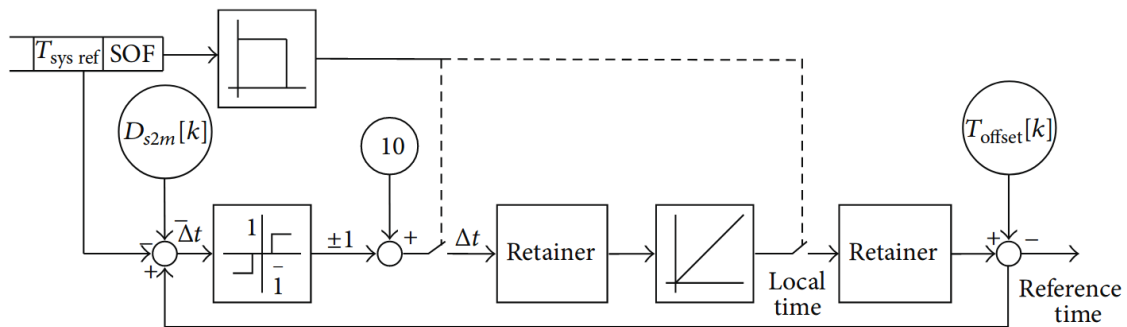 T_sys ref SOF
D_s2m[k]
10
T_offset[k]
− − Δt
+
1
−1
±1
+
Δt
Retainer
Local
time
Retainer
+ −
Reference
time